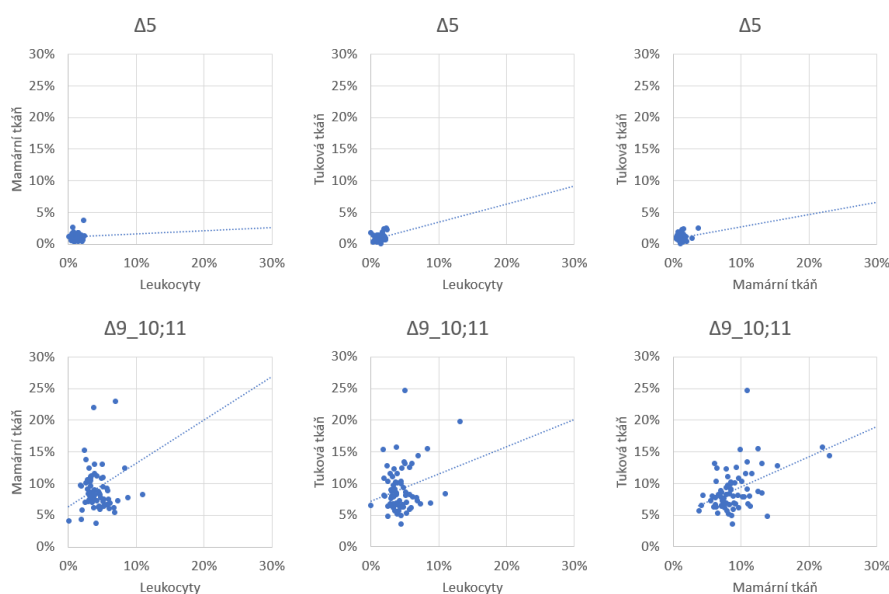 Δ5 Δ5 Δ5
30% 30% 30%
25% 25% 25%
20% 20% 20%
15% 15% 15%
10% 10% 10%
5% 5% 5%
0% 0% 0%
Mamární tkáň Tuková tkáň Tuková tkáň
0% 10% 20% 30% 0% 10% 20% 30% 0% 10% 20% 30%
Leukocyty Leukocyty Mamární tkáň
Δ9_10;11 Δ9_10;11 Δ9_10;11
30% 30% 30%
25% 25% 25%
20% 20% 20%
15% 15% 15%
10% 10% 10%
5% 5% 5%
0% 0% 0%
Mamární tkáň Tuková tkáň Tuková tkáň
0% 10% 20% 30% 0% 10% 20% 30% 0% 10% 20% 30%
Leukocyty Leukocyty Mamární tkáň